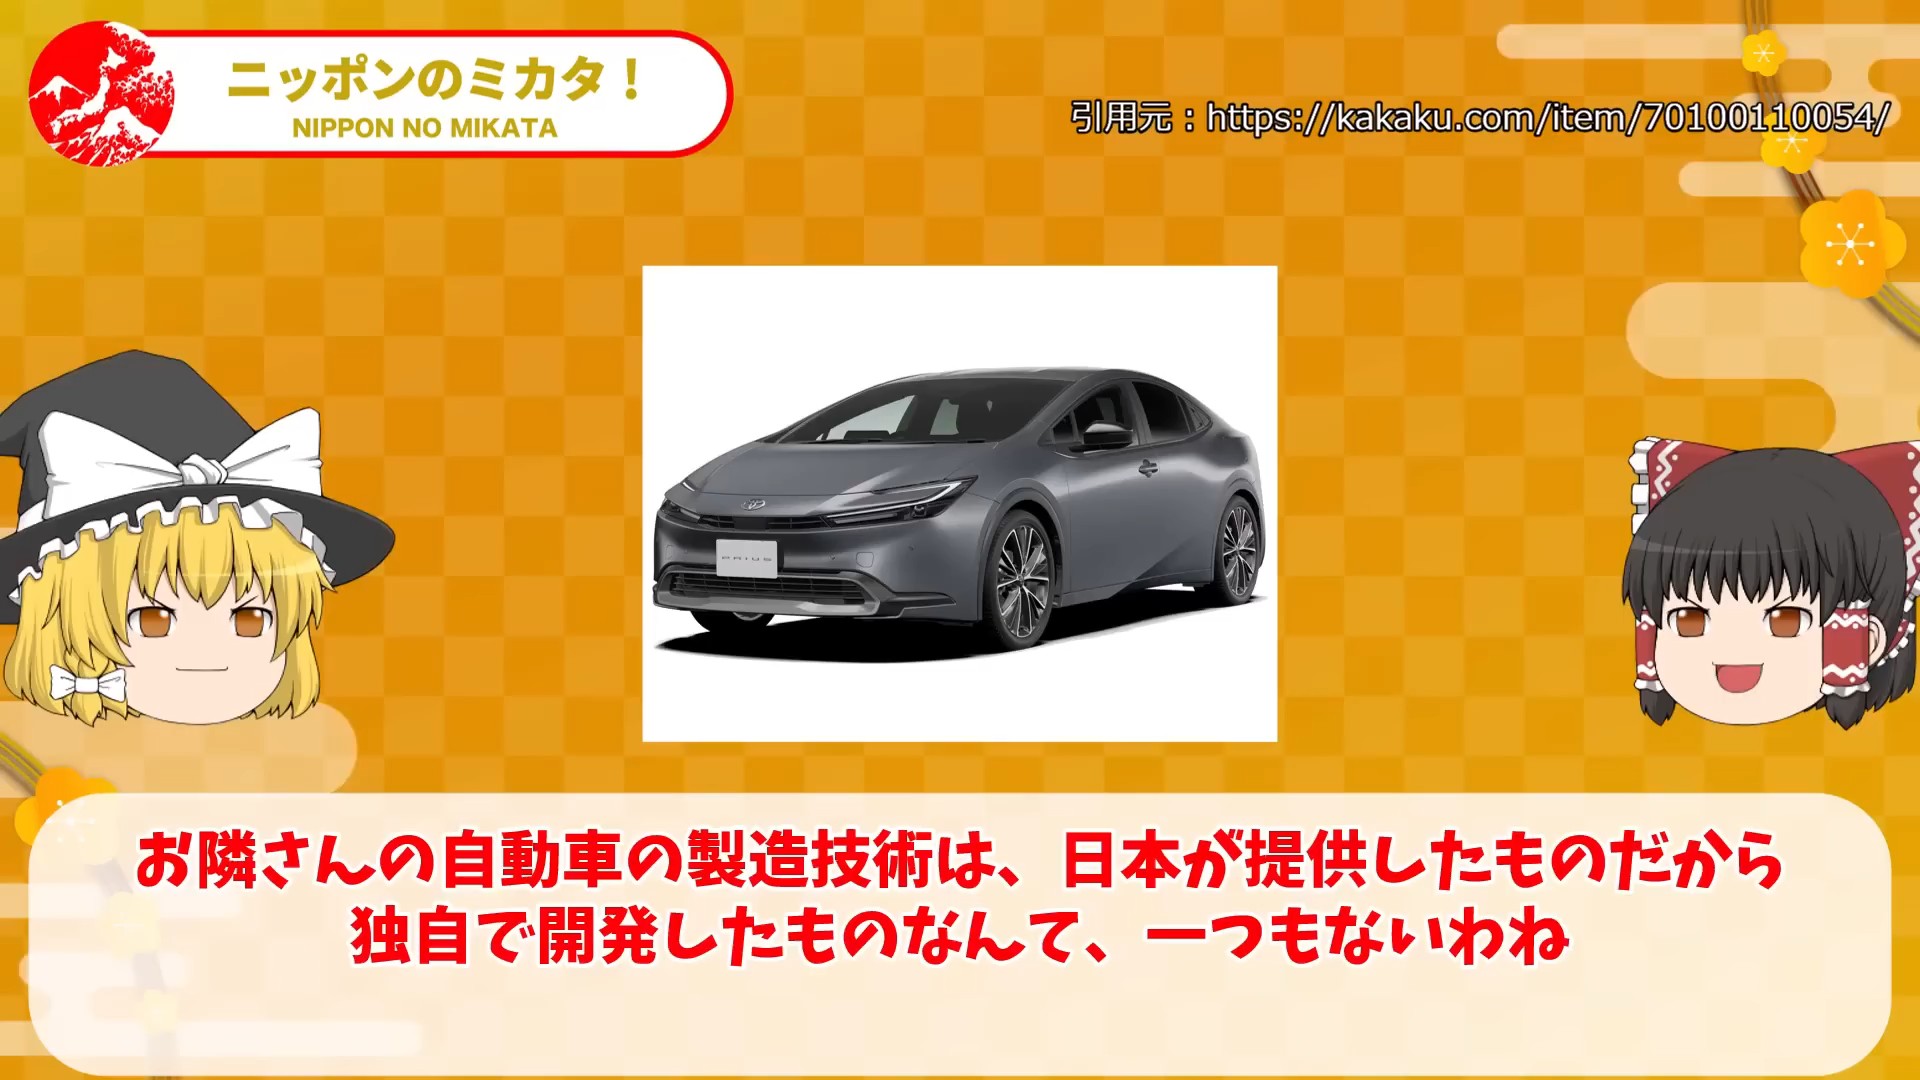 ニッポンのミカタ！
NIPPON NO MIKATA
引用元：https://kakaku.com/item/70100110054/
PRIUS
お隣さんの自動車の製造技術は、日本が提供したものだから
独自で開発したものなんて、一つもないわね